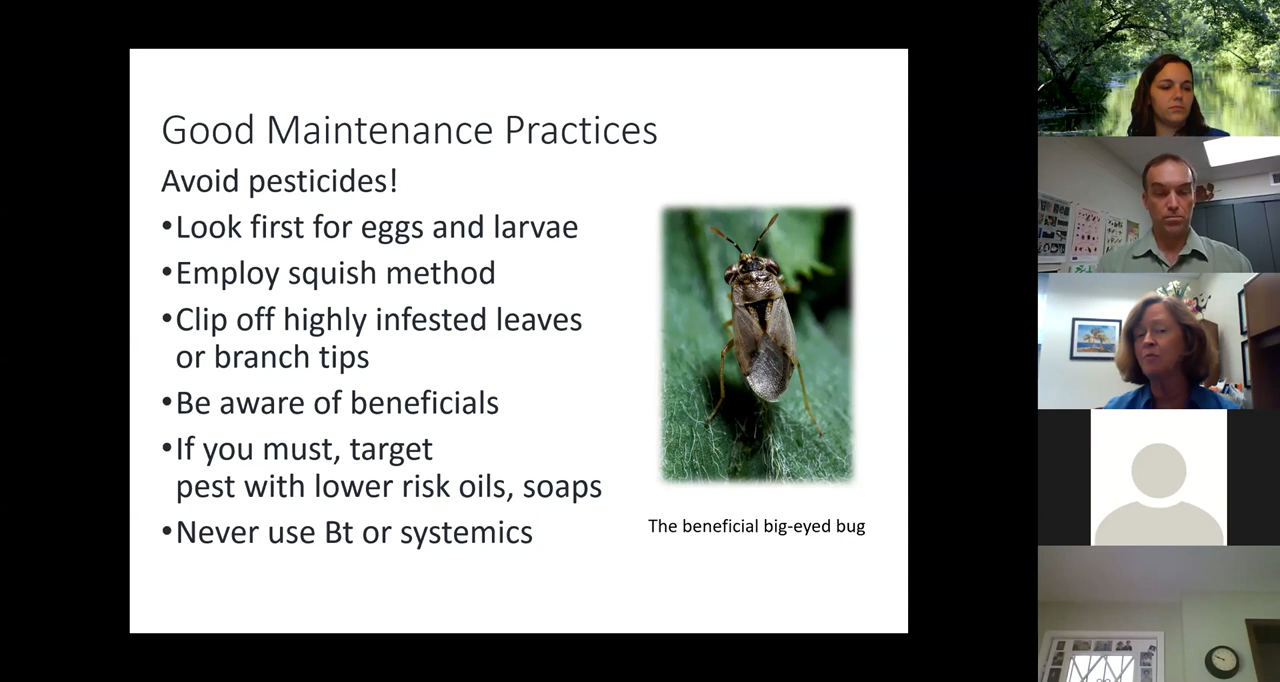 Good Maintenance Practices
Avoid pesticides!
•Look first for eggs and larvae
•Employ squish method
•Clip off highly infested leaves
or branch tips
•Be aware of beneficials
•If you must, target
pest with lower risk oils, soaps
•Never use Bt or systemics
The beneficial big-eyed bug